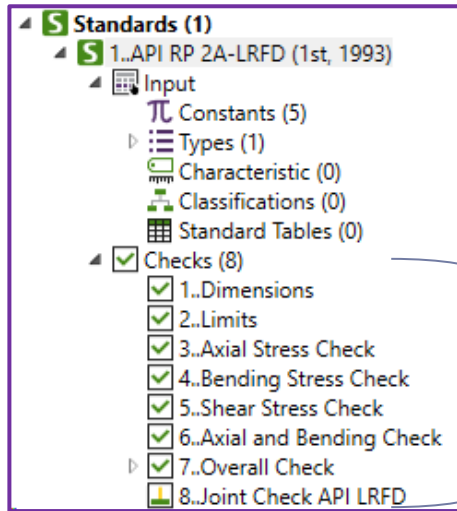 Standards (1)
1..API RP 2A-LRFD (1st, 1993)
Input
Constants (5)
Types (1)
Characteristic (0)
Classifications (0)
Standard Tables (0)
Checks (8)
1..Dimensions
2..Limits
3..Axial Stress Check
4..Bending Stress Check
5..Shear Stress Check
6..Axial and Bending Check
7..Overall Check
8..Joint Check API LRFD